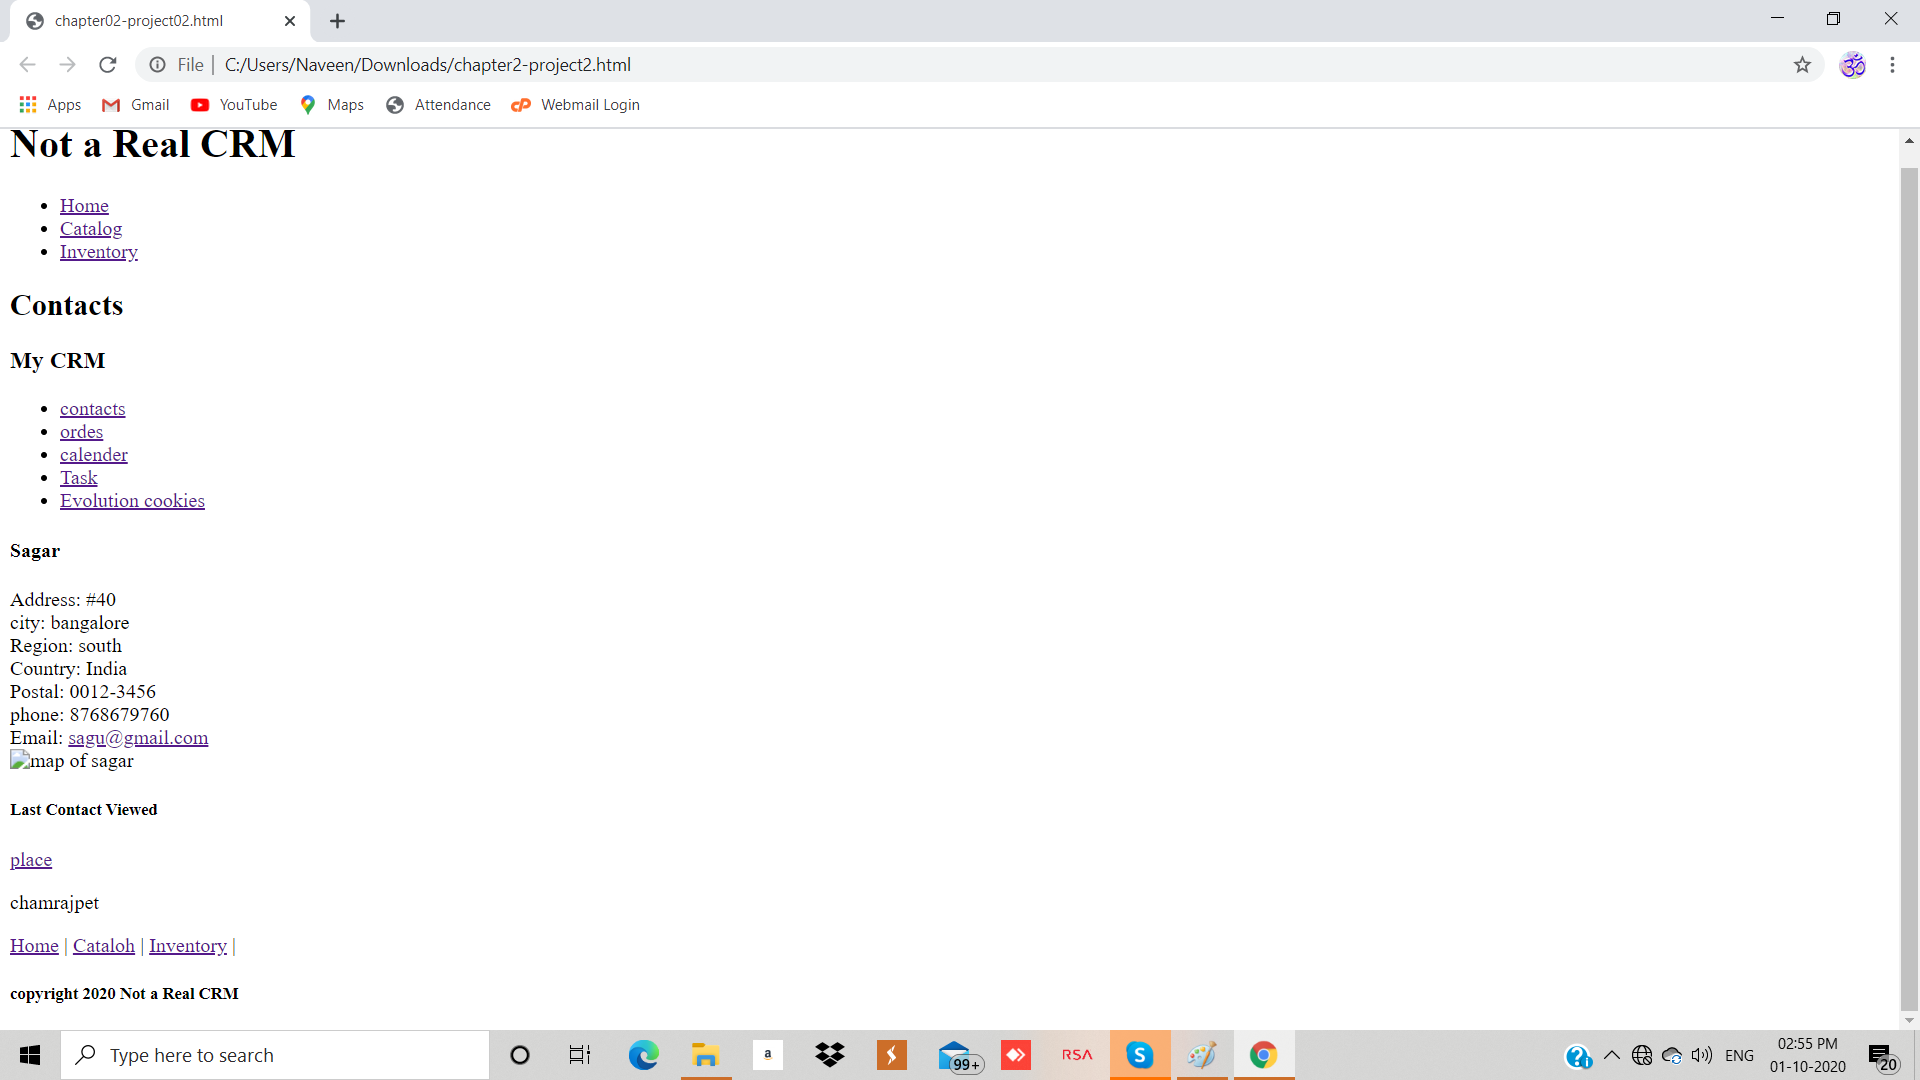 chapter02-project02.html
File | C:/Users/Naveen/Downloads/chapter2-project2.html
Apps Gmail YouTube Maps Attendance Webmail Login
Not a Real CRM
Home
Catalog
Inventory
Contacts
My CRM
contacts
ordes
calender
Task
Evolution cookies
Sagar
Address: #40
city: bangalore
Region: south
Country: India
Postal: 0012-3456
phone: 8768679760
Email: sagu@gmail.com
map of sagar
Last Contact Viewed
place
chamrajpet
Home | Cataloh | Inventory |
copyright 2020 Not a Real CRM
Type here to search a 99+ RSA S ENG 02:55 PM 20
01-10-2020